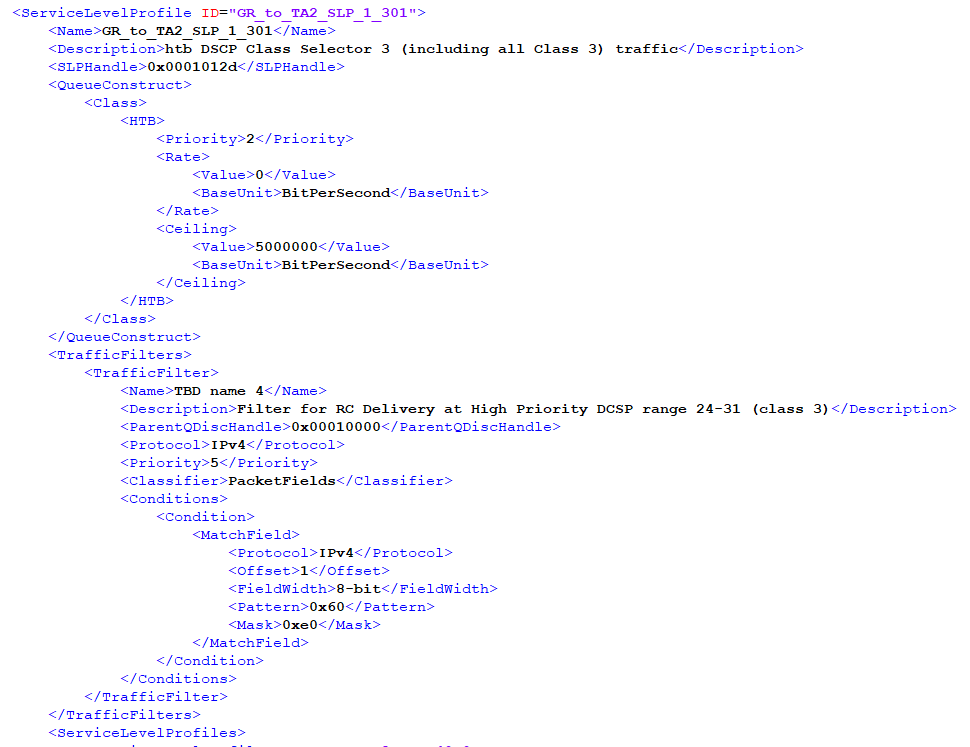 <ServiceLevelProfile ID="GR_to_TA2_SLP_1_301">
<Name>GR_to_TA2_SLP_1_301</Name>
<Description>htb DSCP Class Selector 3 (including all Class 3) traffic</Description>
<SLPHandle>0x0001012d</SLPHandle>
<QueueConstruct>
<Class>
<HTB>
<Priority>2</Priority>
<Rate>
<Value>0</Value>
<BaseUnit>BitPerSecond</BaseUnit>
</Rate>
<Ceiling>
<Value>5000000</Value>
<BaseUnit>BitPerSecond</BaseUnit>
</Ceiling>
</HTB>
</Class>
</QueueConstruct>
<TrafficFilters>
<TrafficFilter>
<Name>TBD name 4</Name>
<Description>Filter for RC Delivery at High Priority DCSP range 24-31 (class 3)</Description>
<ParentQDiscHandle>0x00010000</ParentQDiscHandle>
<Protocol>IPv4</Protocol>
<Priority>5</Priority>
<Classifier>PacketFields</Classifier>
<Conditions>
<Condition>
<MatchField>
<Protocol>IPv4</Protocol>
<Offset>1</Offset>
<FieldWidth>8-bit</FieldWidth>
<Pattern>0x60</Pattern>
<Mask>0xe0</Mask>
</MatchField>
</Condition>
</Conditions>
</TrafficFilter>
</TrafficFilters>
<ServiceLevelProfiles>